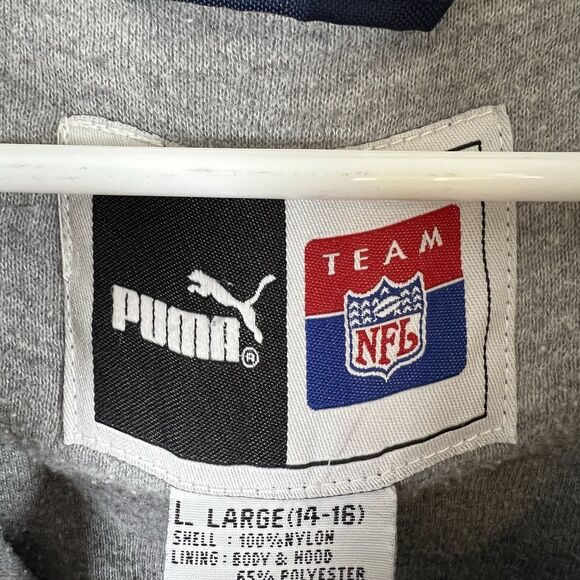 TEAM
NFL
PUMA®
L LARGE(14-16)
SHELL : 100%NYLON
LINING: BODY & HOOD
65% POLYESTER